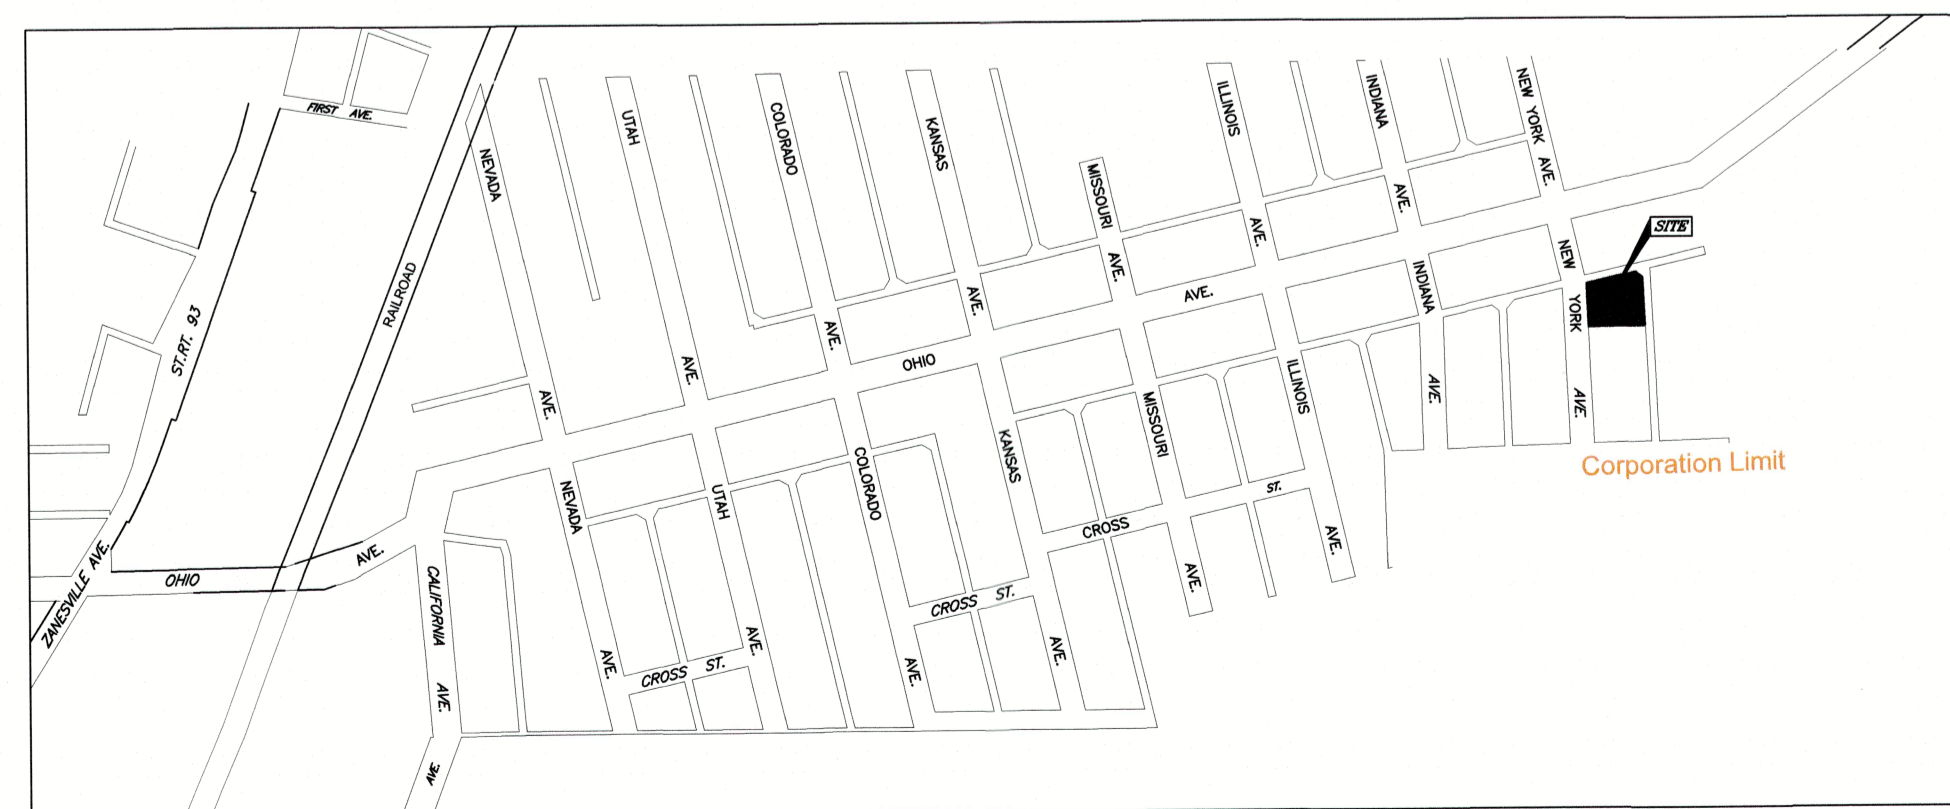 FIRST AVE.
ST.RT. 93
RAILROAD
NEVADA
AVE.
UTAH
AVE.
COLORADO
AVE.
KANSAS
AVE.
MISSOURI
AVE.
ILLINOIS
AVE.
INDIANA
AVE.
NEW YORK AVE.
SITE
OHIO
AVE.
NEW
YORK
AVE.
INDIANA
AVE.
ILLINOIS
AVE.
MISSOURI
AVE.
KANSAS
AVE.
COLORADO
AVE.
UTAH
AVE.
NEVADA
AVE.
Corporation Limit
CROSS
ST.
CROSS ST.
CROSS ST.
ZANESVILLE AVE.
OHIO
AVE.
CALIFORNIA
AVE.
AVE.